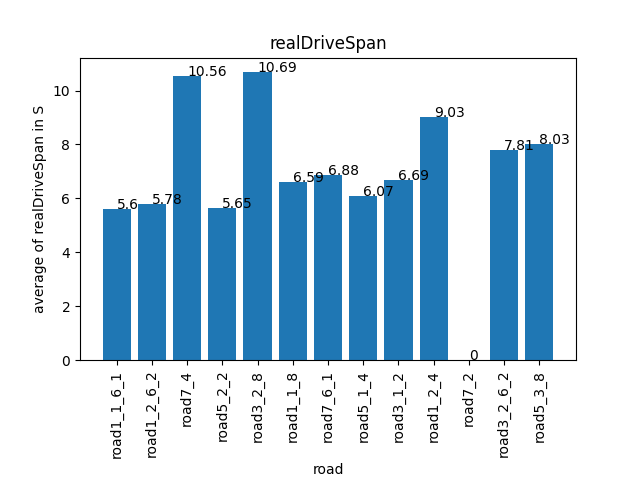 realDriveSpan
average of realDriveSpan in S
10
8
6
4
2
0
5.6
5.78
10.56
5.65
10.69
6.59
6.88
6.07
6.69
9.03
0
7.81
8.03
road1_1_6_1
road1_2_6_2
road7_4
road5_2_2
road3_2_8
road1_1_8
road7_6_1
road5_1_4
road3_1_2
road1_2_4
road7_2
road3_2_6_2
road5_3_8
road